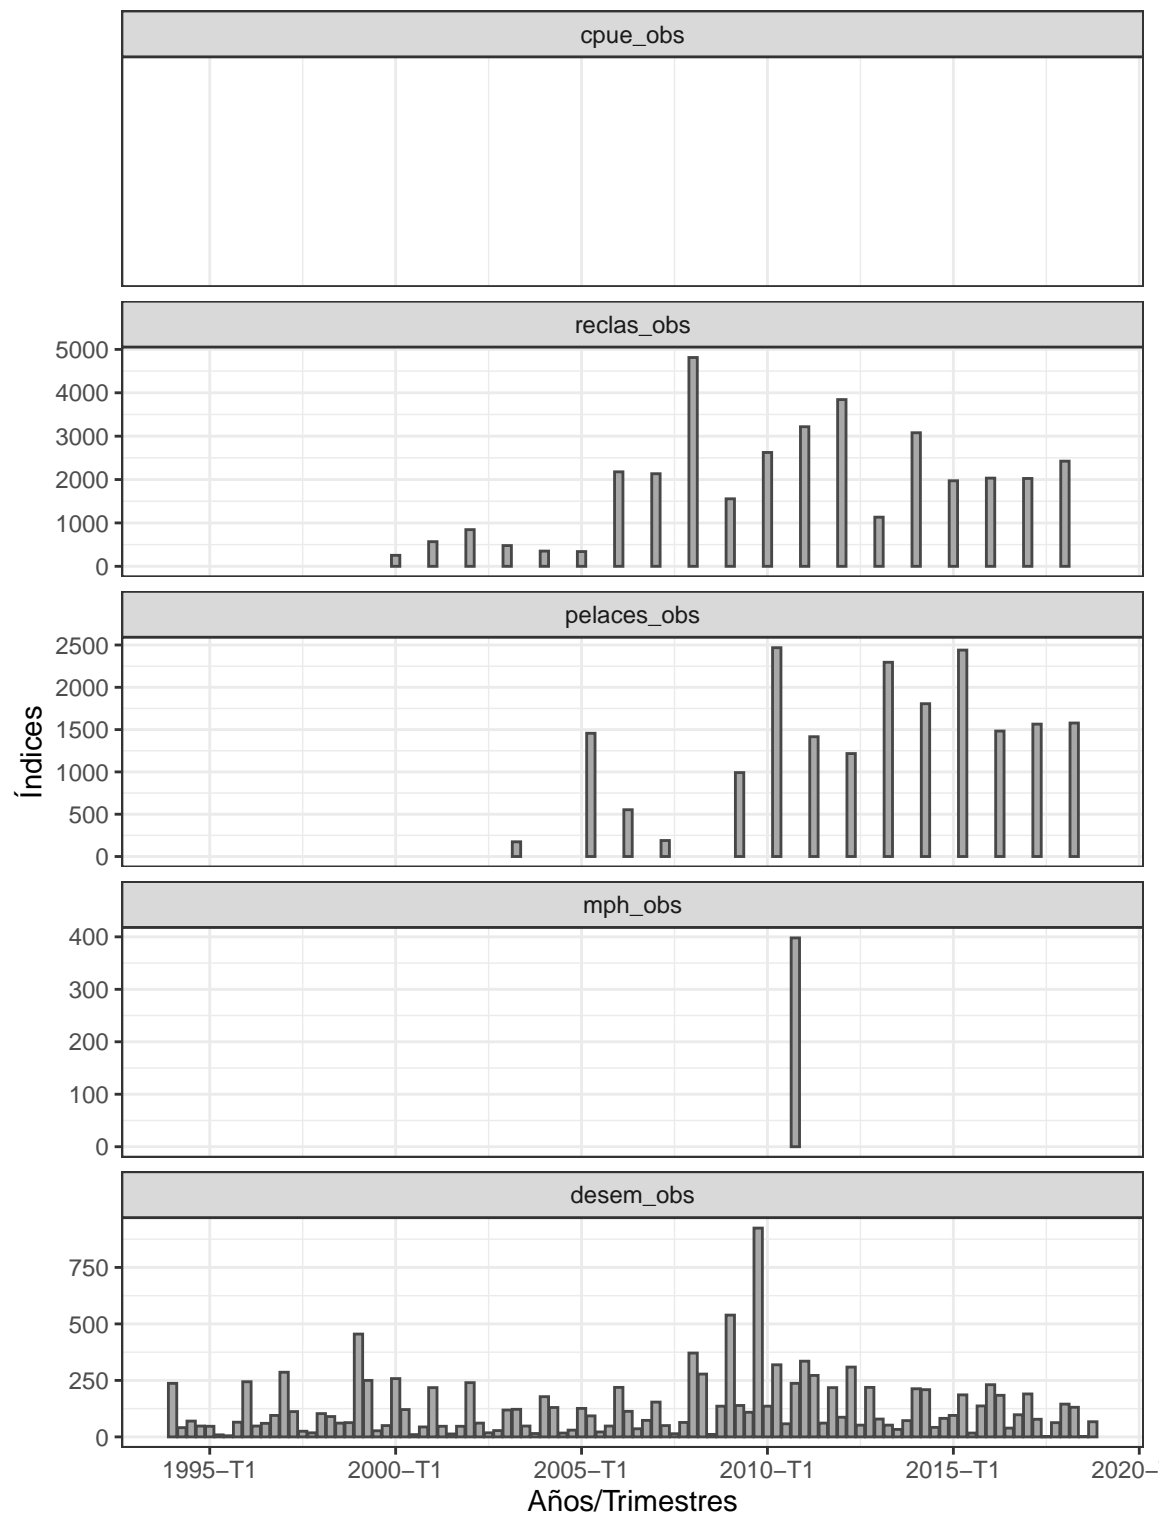 cpue_obs
reclas_obs
5000
4000
3000
2000
1000
0
pelaces_obs
2500
2000
1500
1000
500
0
mph_obs
400
300
200
100
0
desem_obs
750
500
250
0
Índices
1995–T1 2000–T1 2005–T1 2010–T1 2015–T1 2020–
Años/Trimestres